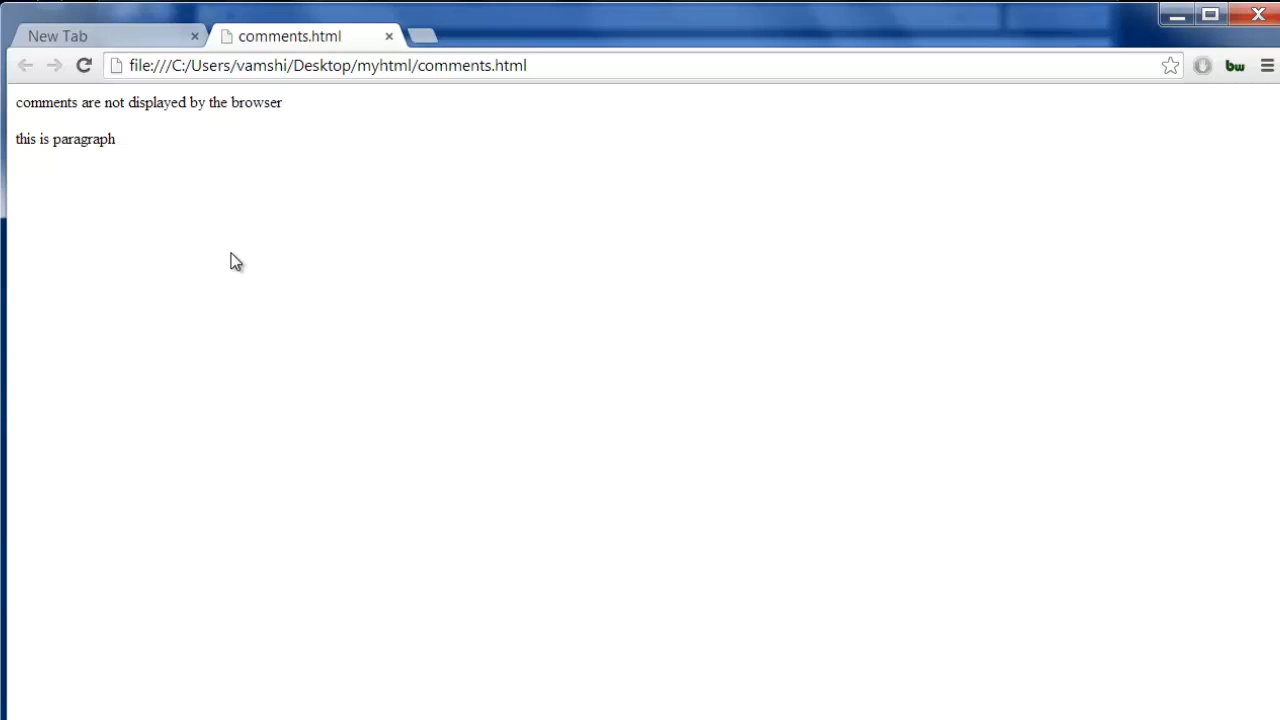 New Tab
comments.html
file:///C:/Users/vamshi/Desktop/myhtml/comments.html
bw
comments are not displayed by the browser
this is paragraph